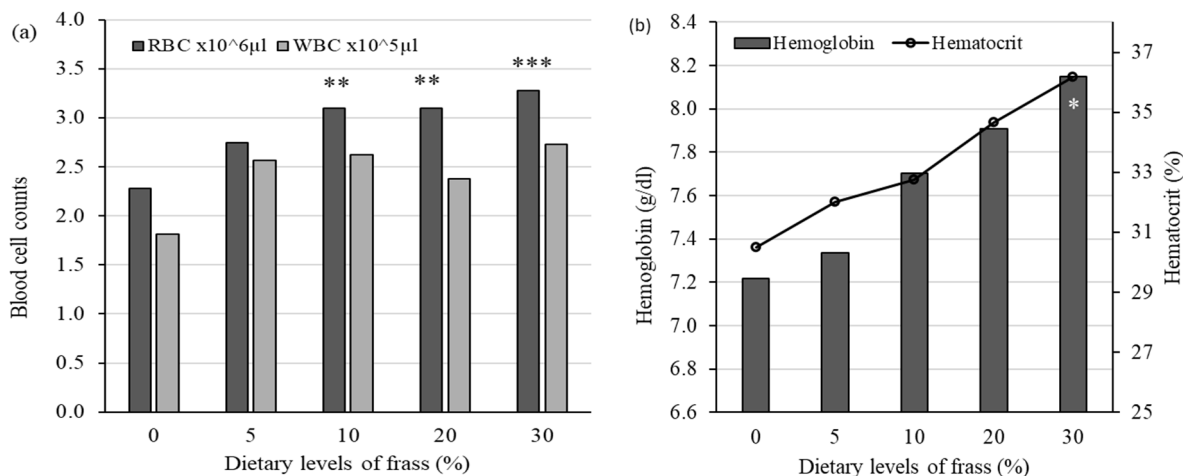 (a)
4.0
3.5
3.0
2.5
2.0
1.5
1.0
0.5
0.0
Blood cell counts
RBC x10^6µl WBC x10^5µl
** ** ***
0 5 10 20 30
Dietary levels of frass (%)
(b)
8.4
8.2
8.0
7.8
7.6
7.4
7.2
7.0
6.8
6.6
Hemoglobin (g/dl)
Hemoglobin Hematocrit
*
37
35
33
31
29
27
25
Hematocrit (%)
0 5 10 20 30
Dietary levels of frass (%)